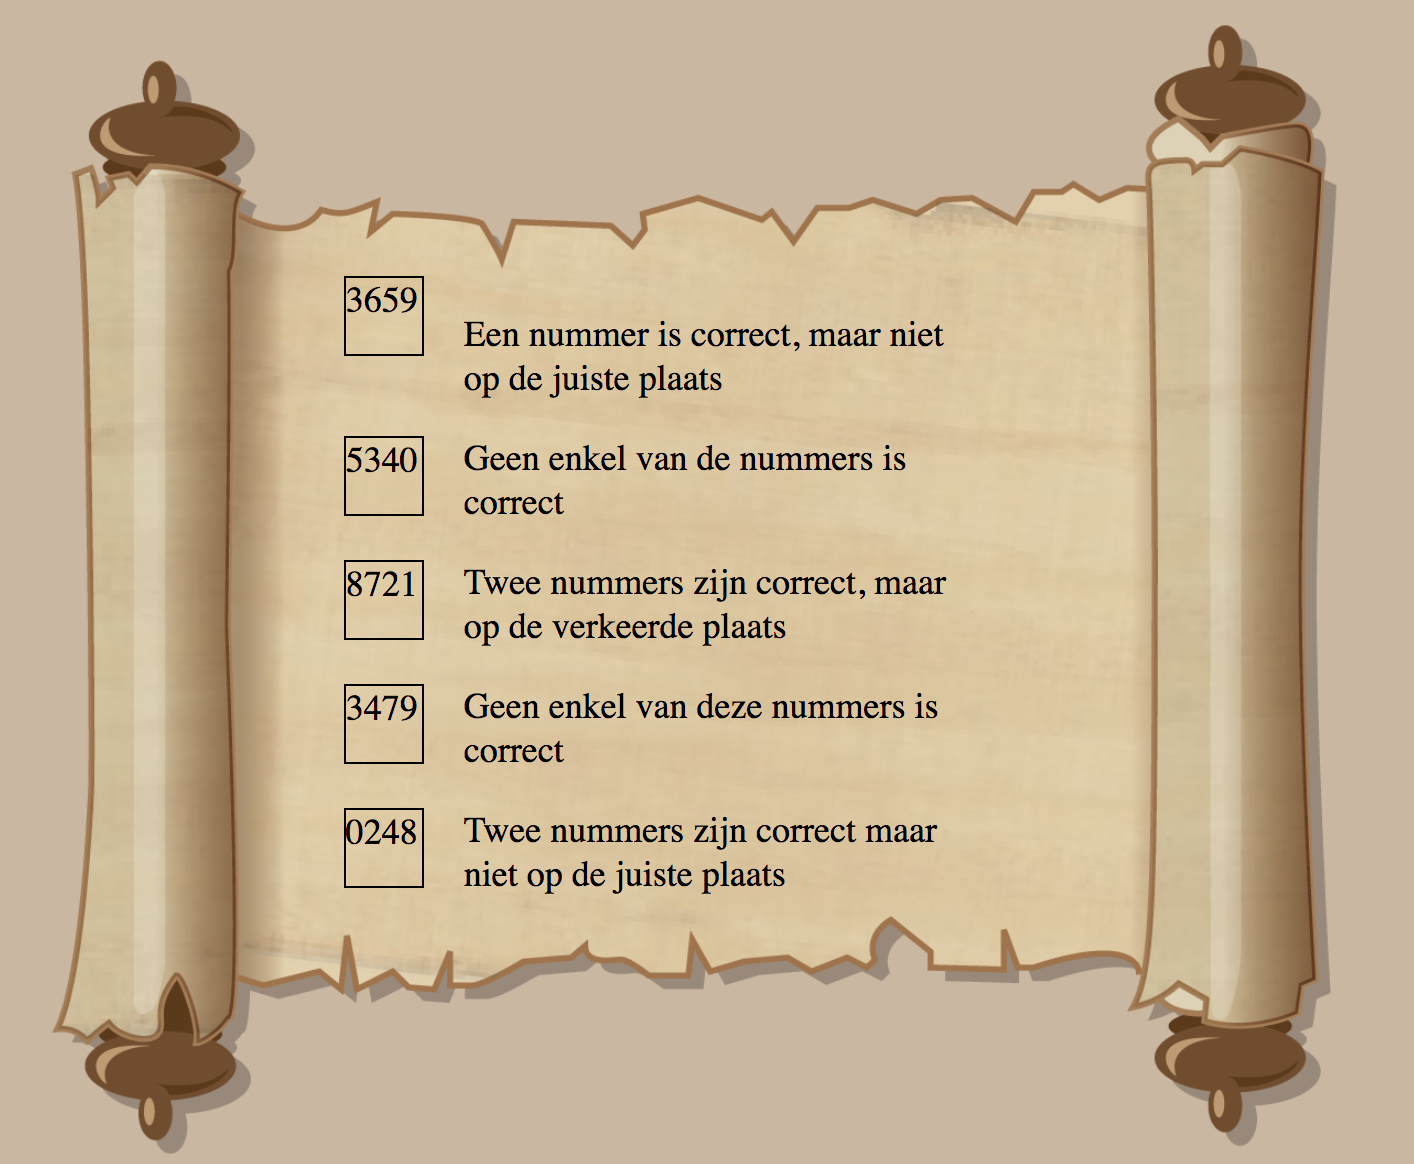 3659
Een nummer is correct, maar niet
op de juiste plaats
5340
Geen enkel van de nummers is
correct
8721
Twee nummers zijn correct, maar
op de verkeerde plaats
3479
Geen enkel van deze nummers is
correct
0248
Twee nummers zijn correct maar
niet op de juiste plaats